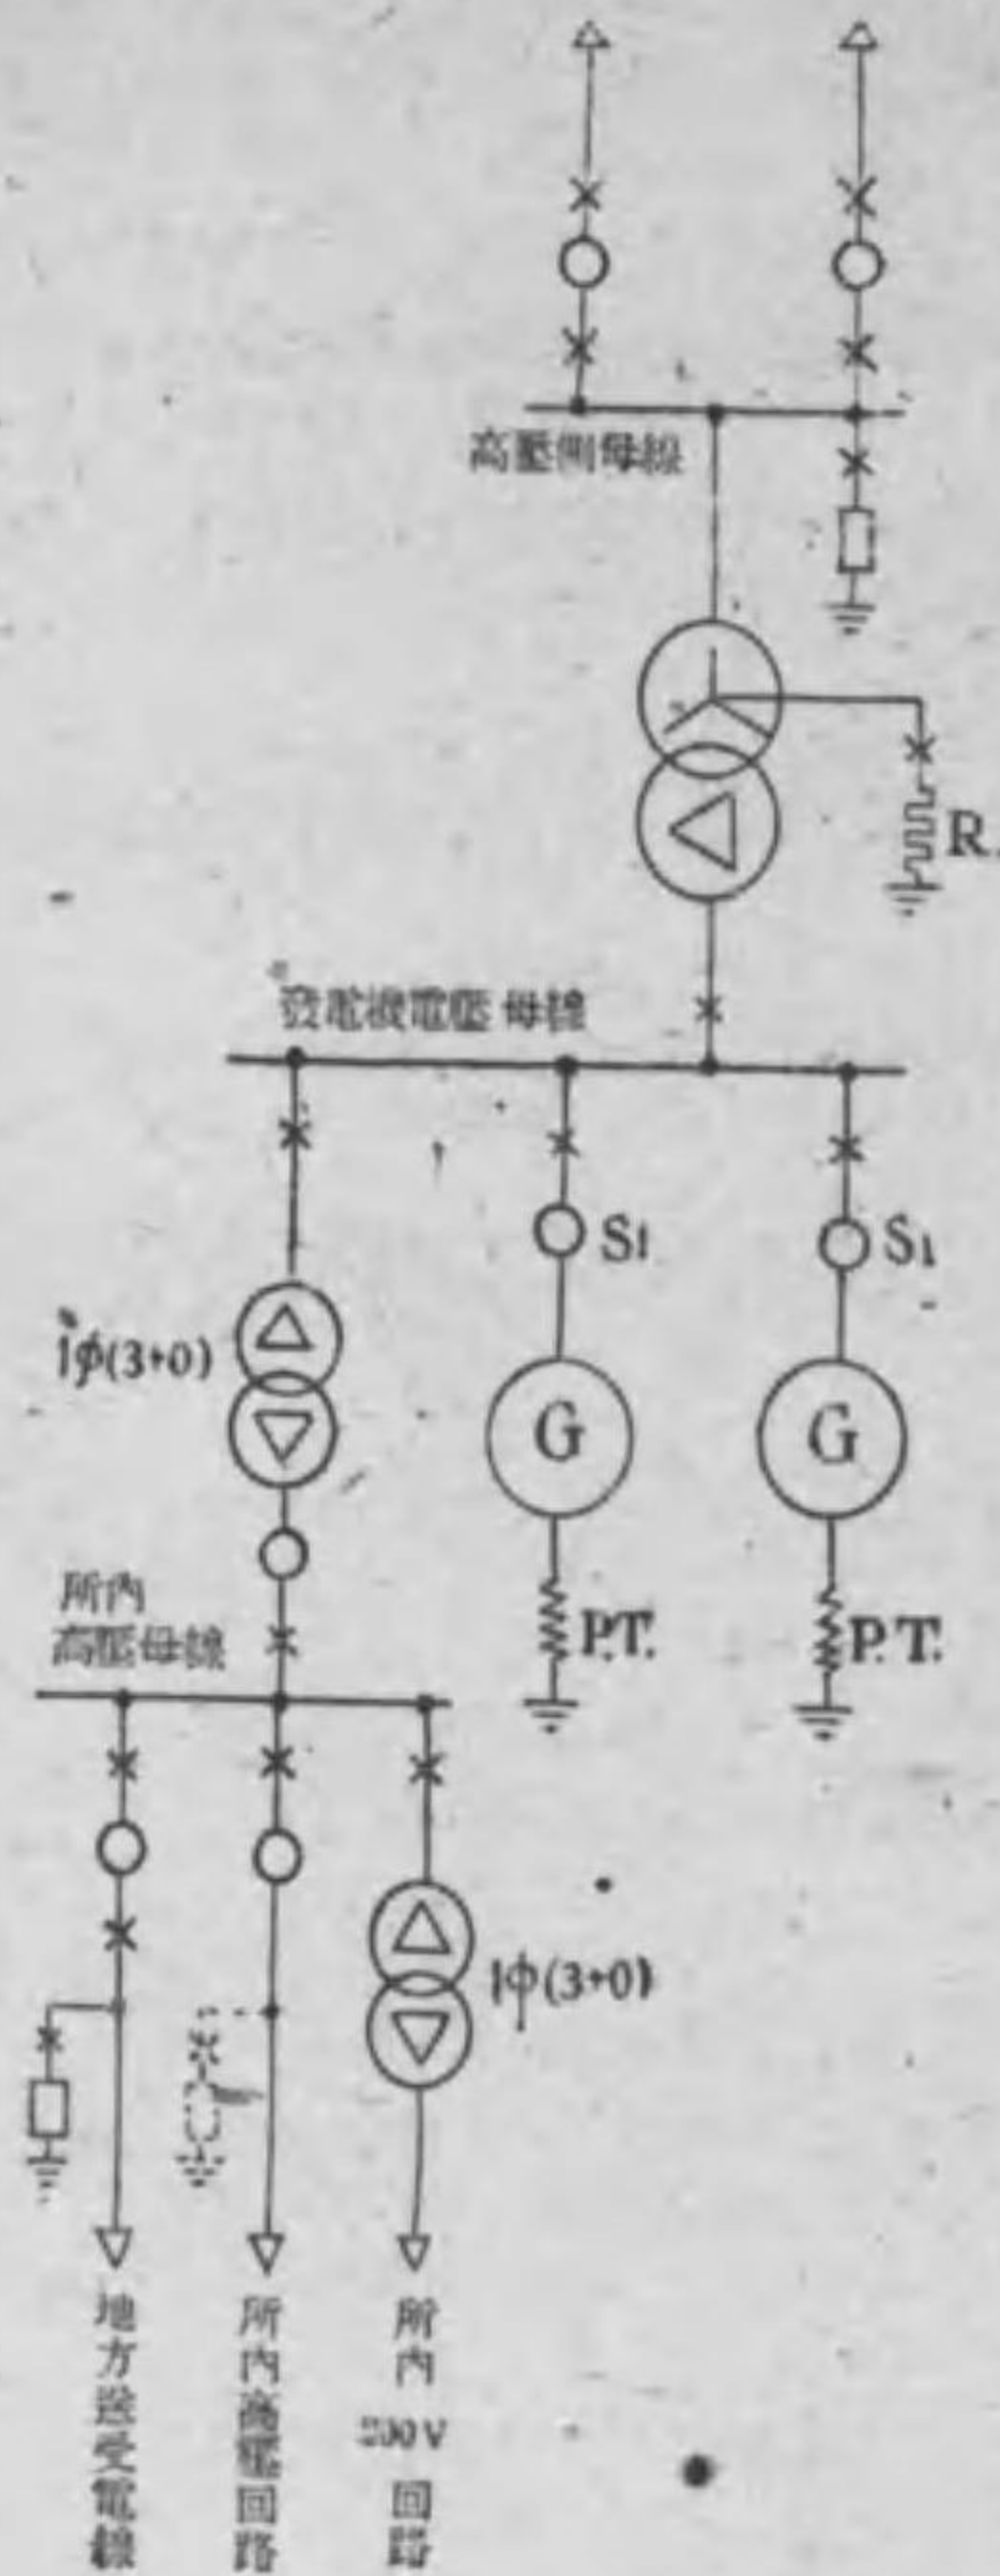 高壓側母線
R.
發電機電壓母線
S1
S1
1φ(3+0)
G
G
所內
高壓母線
P.T.
P.T.
1φ(3+0)
地方送受電線
所內高壓回路
所內
200V
回路